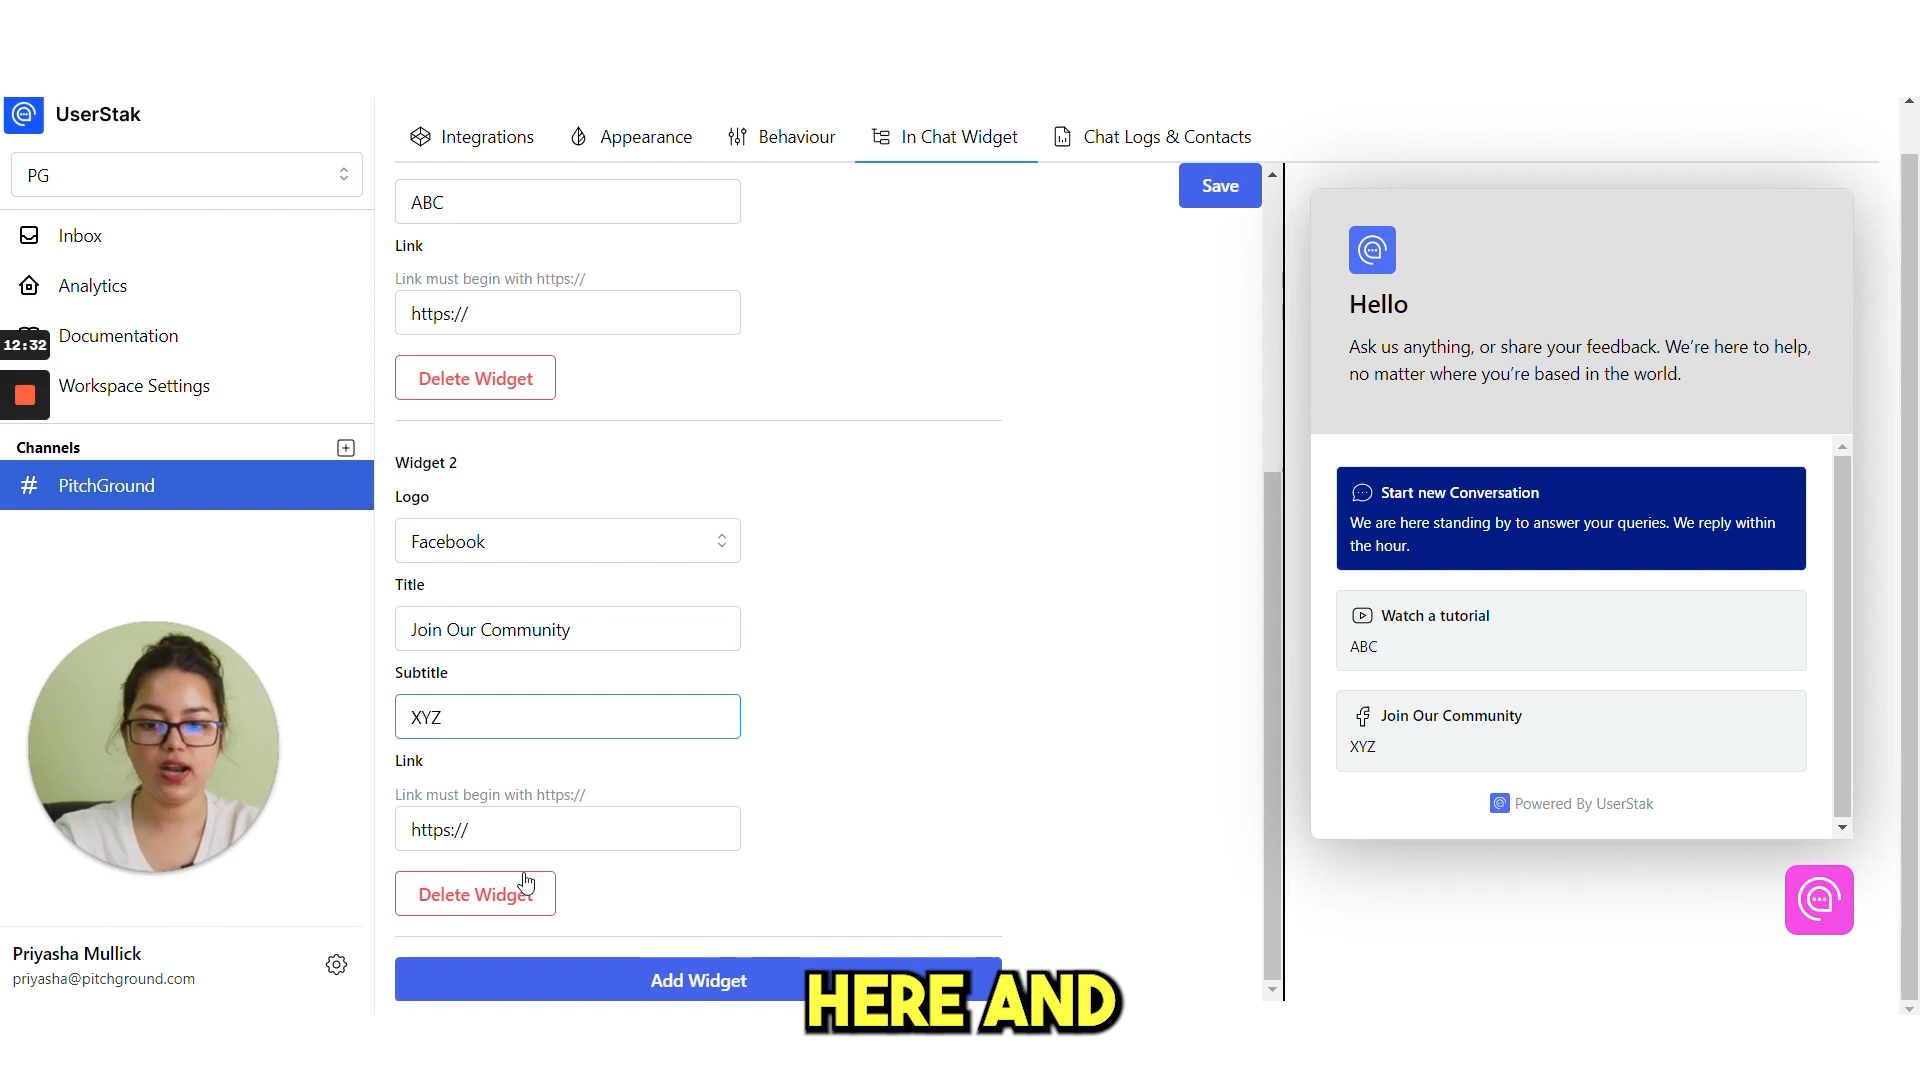 UserStak
PG
Inbox
Analytics
Documentation
12:32
Workspace Settings
Channels
PitchGround
Priyasha Mullick
priyasha@pitchground.com
Integrations
Appearance
Behaviour
In Chat Widget
Chat Logs & Contacts
Save
ABC
Link
Link must begin with https://
https://
Delete Widget
Widget 2
Logo
Facebook
Title
Join Our Community
Subtitle
XYZ
Link
Link must begin with https://
https://
Delete Widget
Add Widget
HERE AND
Hello
Ask us anything, or share your feedback. We’re here to help,
no matter where you’re based in the world.
Start new Conversation
We are here standing by to answer your queries. We reply within
the hour.
Watch a tutorial
ABC
Join Our Community
XYZ
Powered By UserStak